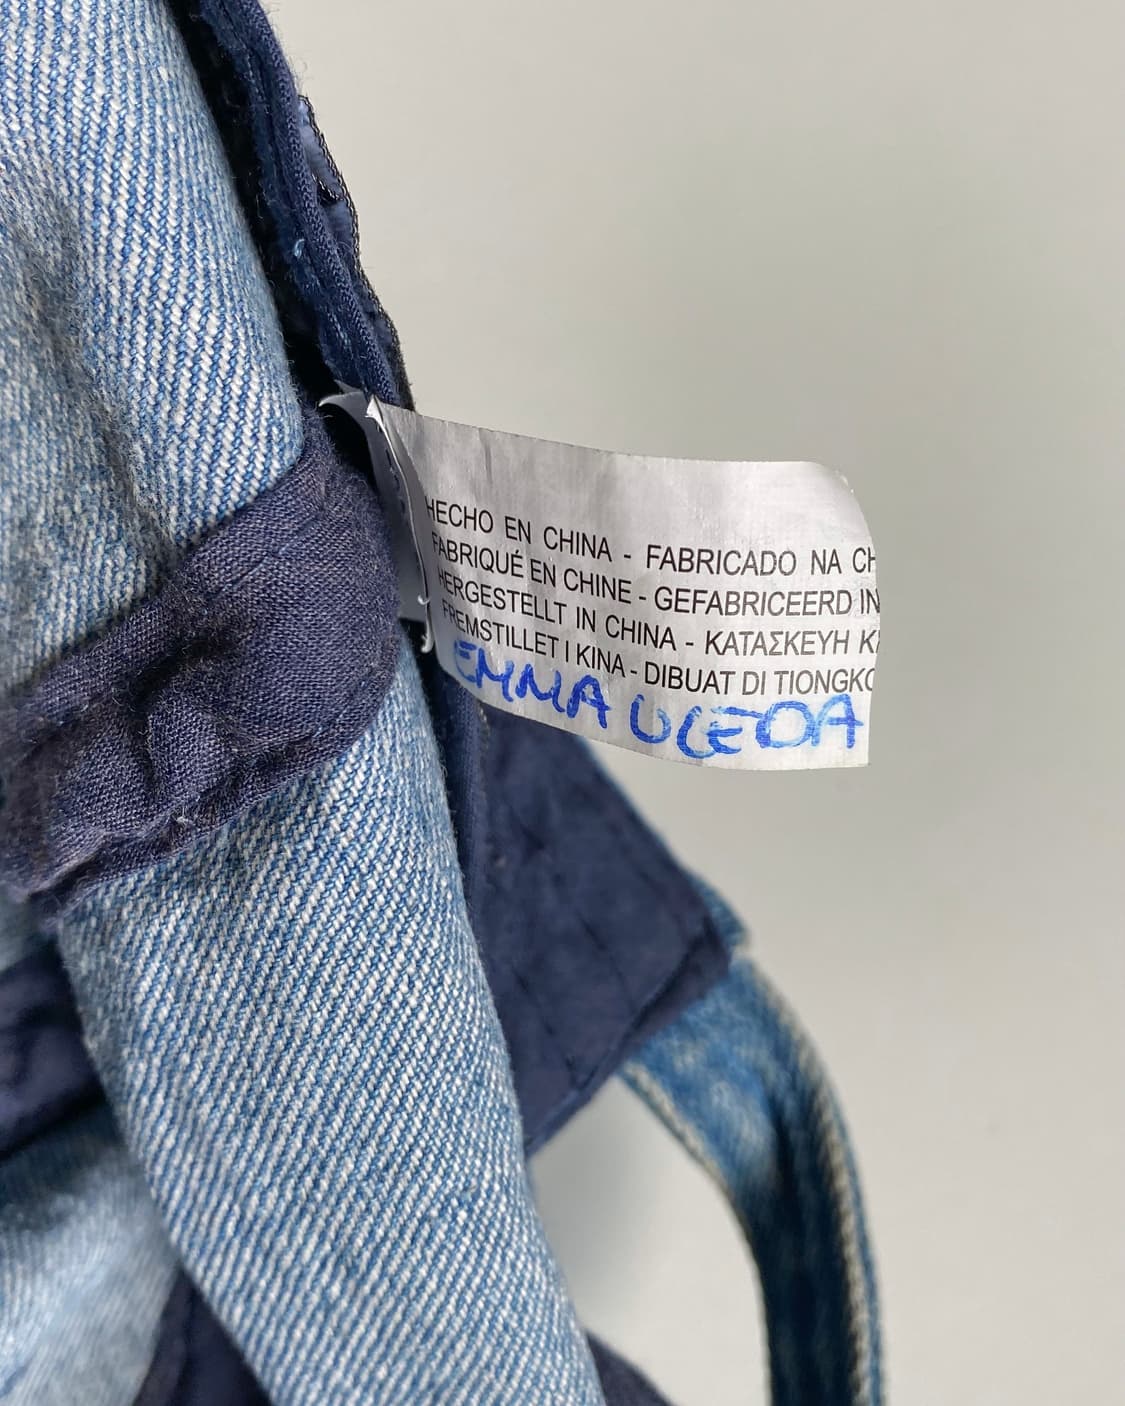 HECHO EN CHINA - FABRICADO NA CH
FABRIQUÉ EN CHINE - GEFABRICEERD IN
HERGESTELLT IN CHINA - ΚΑΤΑΣΚΕΥΗ Κ
FREMSTILLET I KINA - DIBUAT DI TIONGKO
EMMA UCEDA